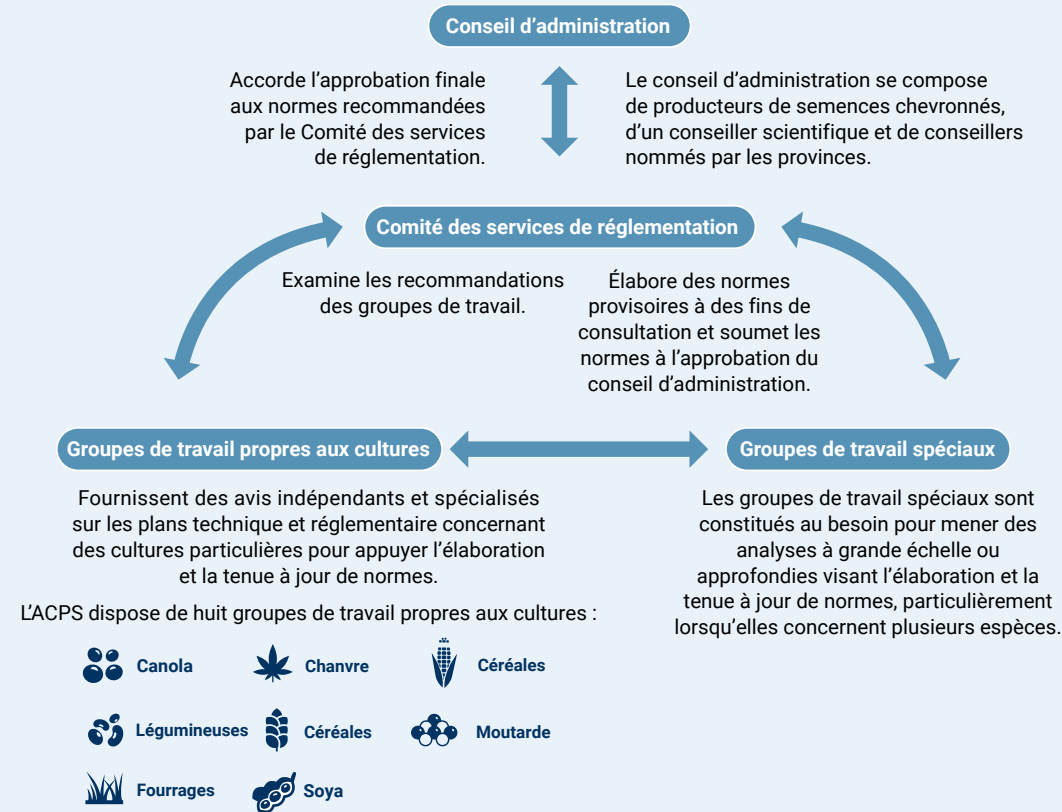 Conseil d’administration
Accorde l’approbation finale
aux normes recommandées
par le Comité des services
de réglementation.
Le conseil d’administration se compose
de producteurs de semences chevronnés,
d’un conseiller scientifique et de conseillers
nommés par les provinces.
Comité des services de réglementation
Examine les recommandations
des groupes de travail.
Élabore des normes
provisoires à des fins de
consultation et soumet les
normes à l’approbation du
conseil d’administration.
Groupes de travail propres aux cultures
Fournissent des avis indépendants et spécialisés
sur les plans technique et réglementaire concernant
des cultures particulières pour appuyer l’élaboration
et la tenue à jour de normes.
L’ACPS dispose de huit groupes de travail propres aux cultures :
Canola
Chanvre
Céréales
Légumineuses
Céréales
Moutarde
Fourrages
Soya
Groupes de travail spéciaux
Les groupes de travail spéciaux sont
constitués au besoin pour mener des
analyses à grande échelle ou
approfondies visant l’élaboration et la
tenue à jour de normes, particulièrement
lorsqu’elles concernent plusieurs espèces.